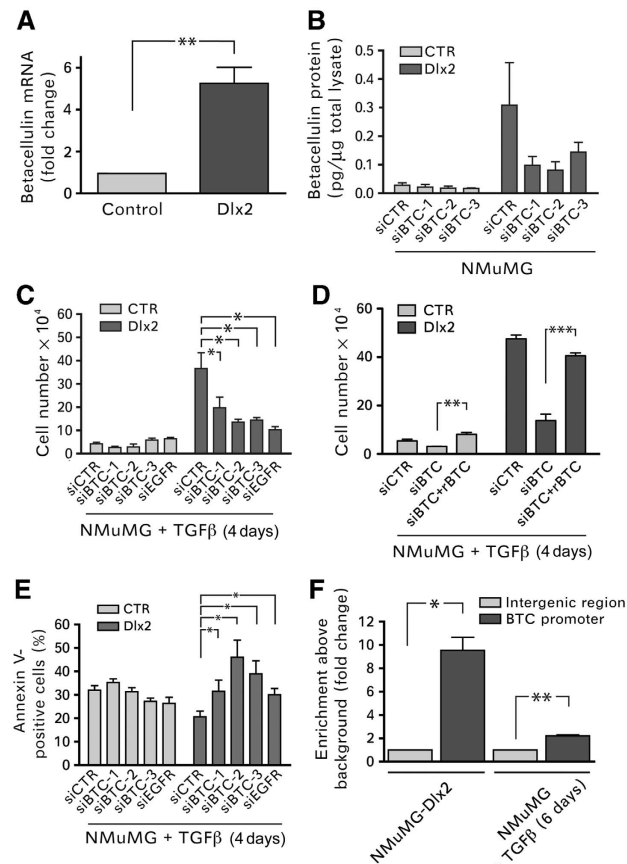 A
Betacellulin mRNA
(fold change)
6
4
2
0
**
Control
Dlx2
B
CTR
Dlx2
Betacellulin protein
(pg/µg total lysate)
0.5
0.4
0.3
0.2
0.1
0.0
siCTR
siBTC-1
siBTC-2
siBTC-3
siCTR
siBTC-1
siBTC-2
siBTC-3
NMuMG
C
CTR
Dlx2
Cell number × 10⁴
60
50
40
30
20
10
0
*
*
*
*
siCTR
siBTC-1
siBTC-2
siBTC-3
siEGFR
siCTR
siBTC-1
siBTC-2
siBTC-3
siEGFR
NMuMG + TGFβ (4 days)
D
CTR
Dlx2
Cell number × 10⁴
60
40
20
0
**
***
siCTR
siBTC
siBTC+rBTC
siCTR
siBTC
siBTC+rBTC
NMuMG + TGFβ (4 days)
E
CTR
Dlx2
Annexin V-
positive cells (%)
60
50
40
30
20
10
0
*
*
*
*
siCTR
siBTC-1
siBTC-2
siBTC-3
siEGFR
siCTR
siBTC-1
siBTC-2
siBTC-3
siEGFR
NMuMG + TGFβ (4 days)
F
Intergenic region
BTC promoter
Enrichment above
background (fold change)
12
10
8
6
4
2
0
*
**
NMuMG-Dlx2
NMuMG
TGFβ (6 days)